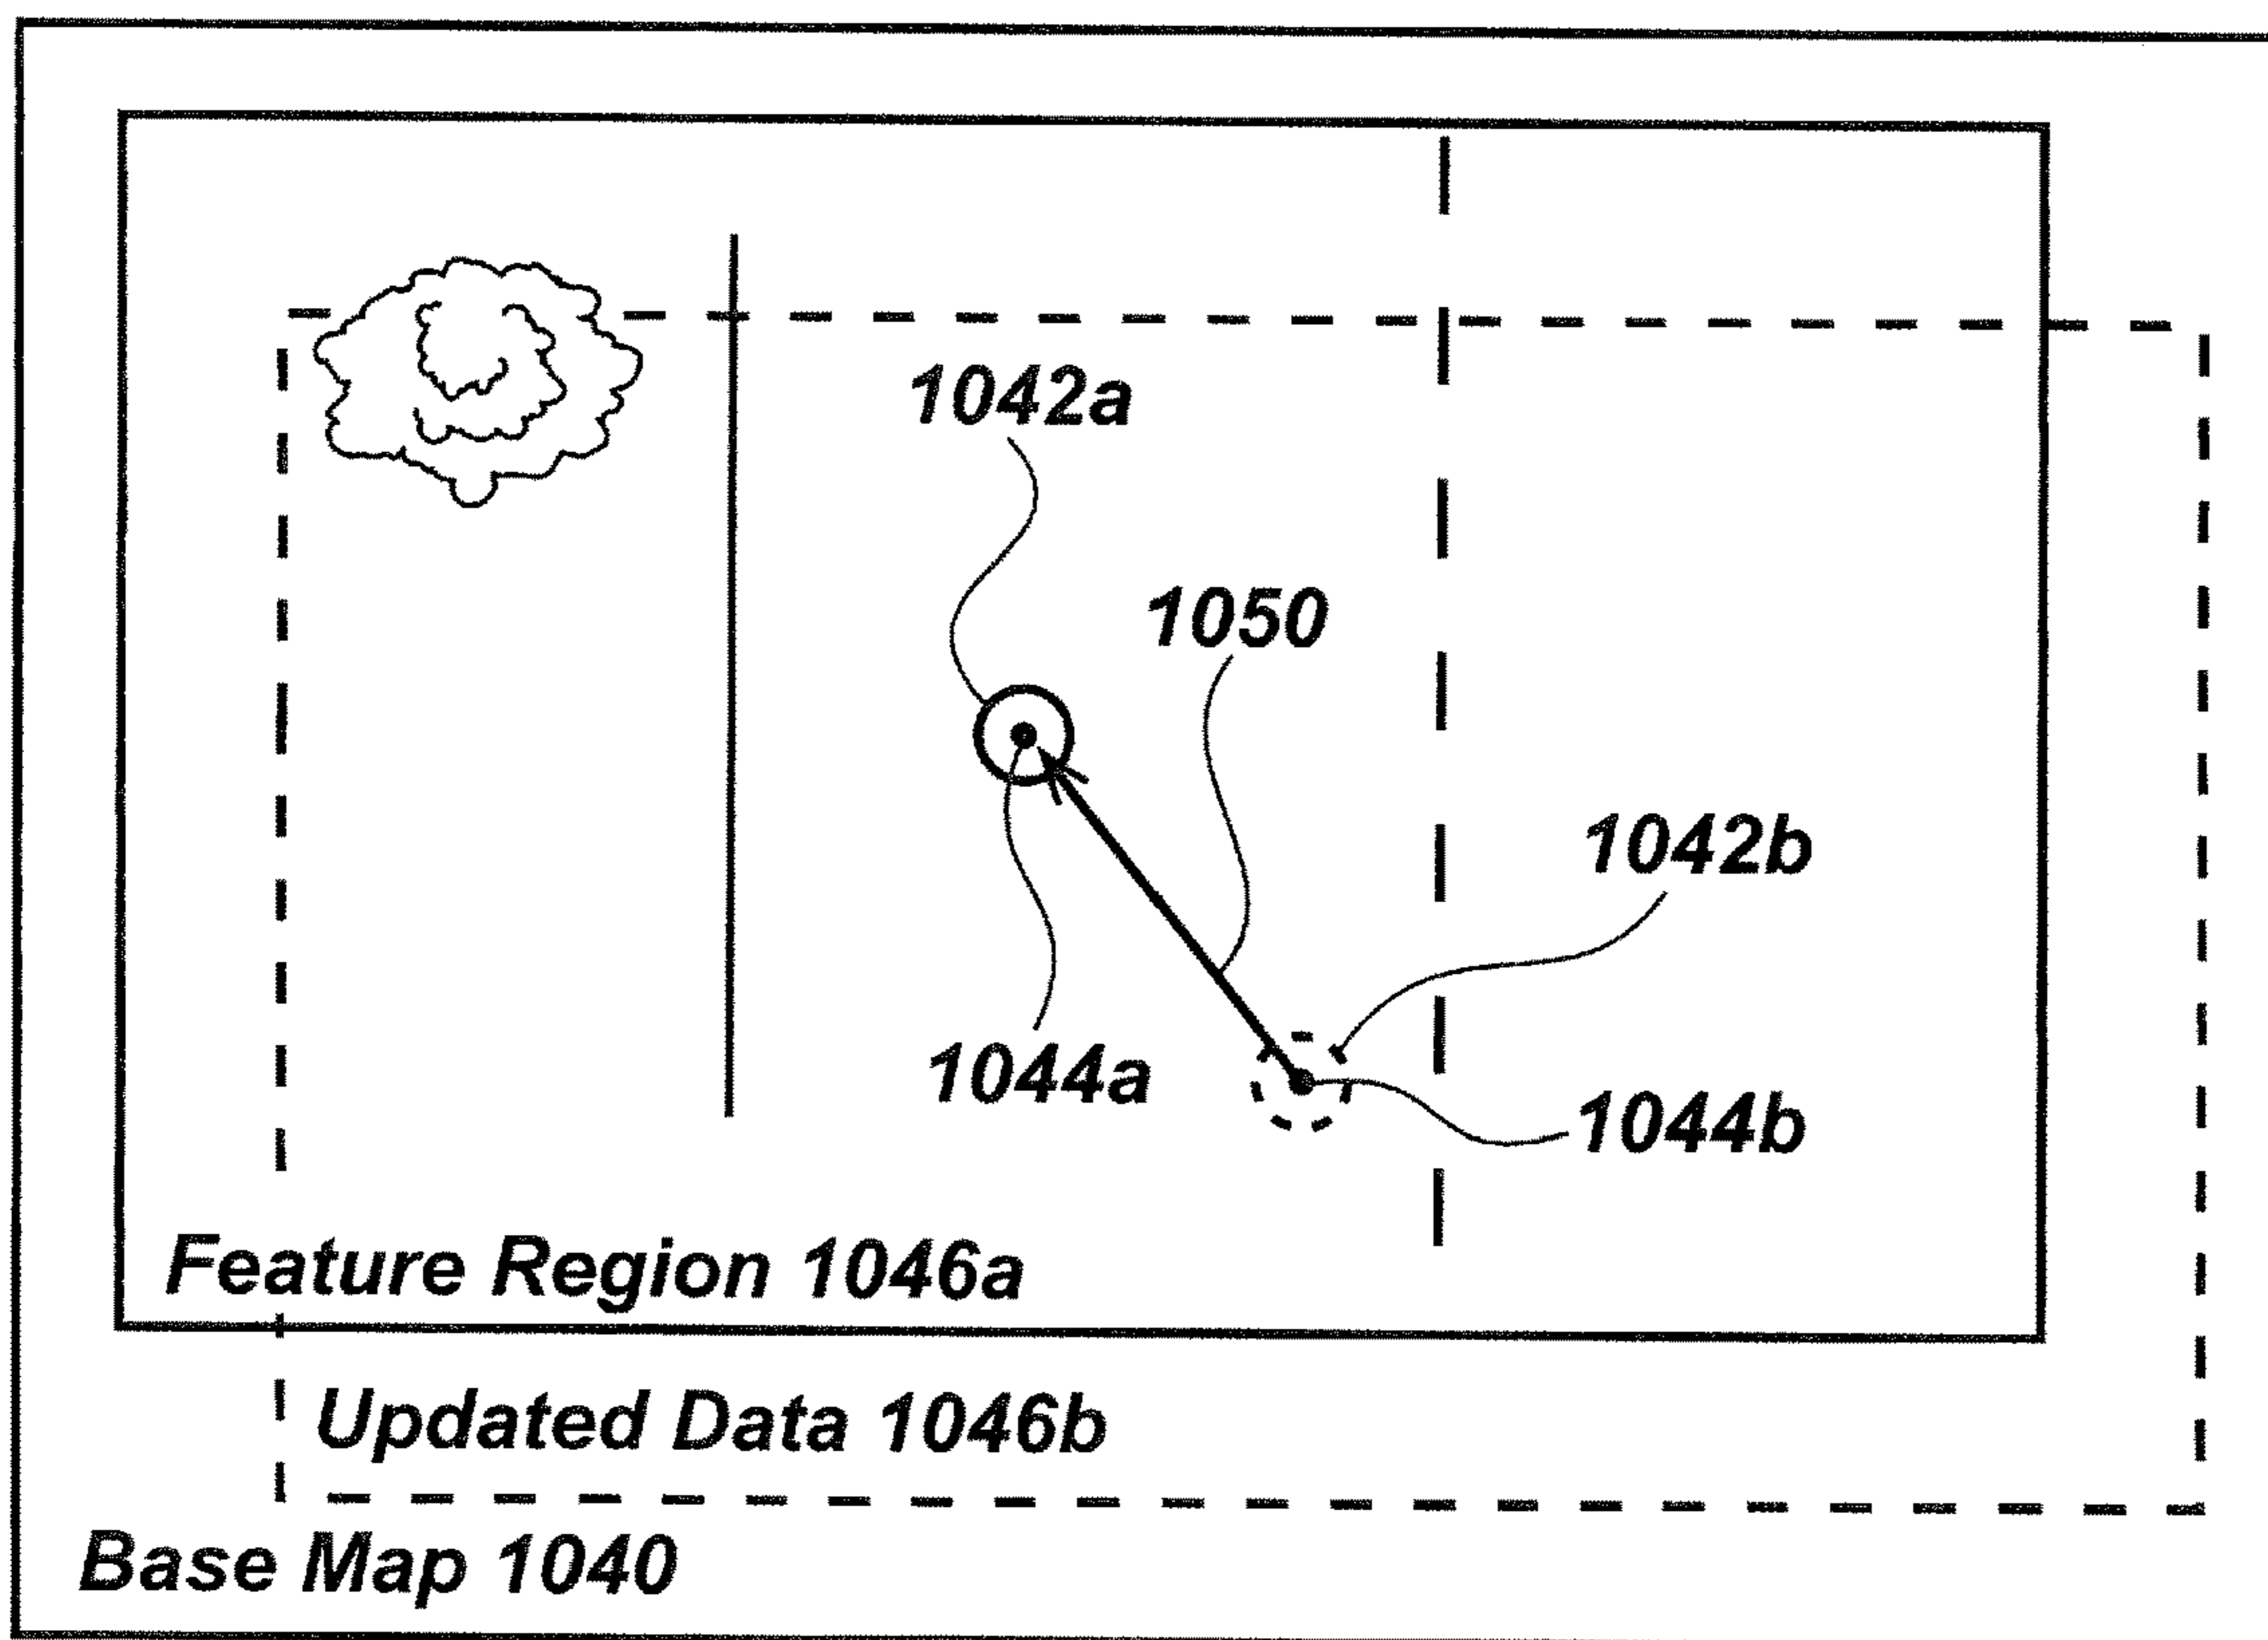 1042a
1050
1042b
1044a
1044b
Feature Region 1046a
Updated Data 1046b
Base Map 1040